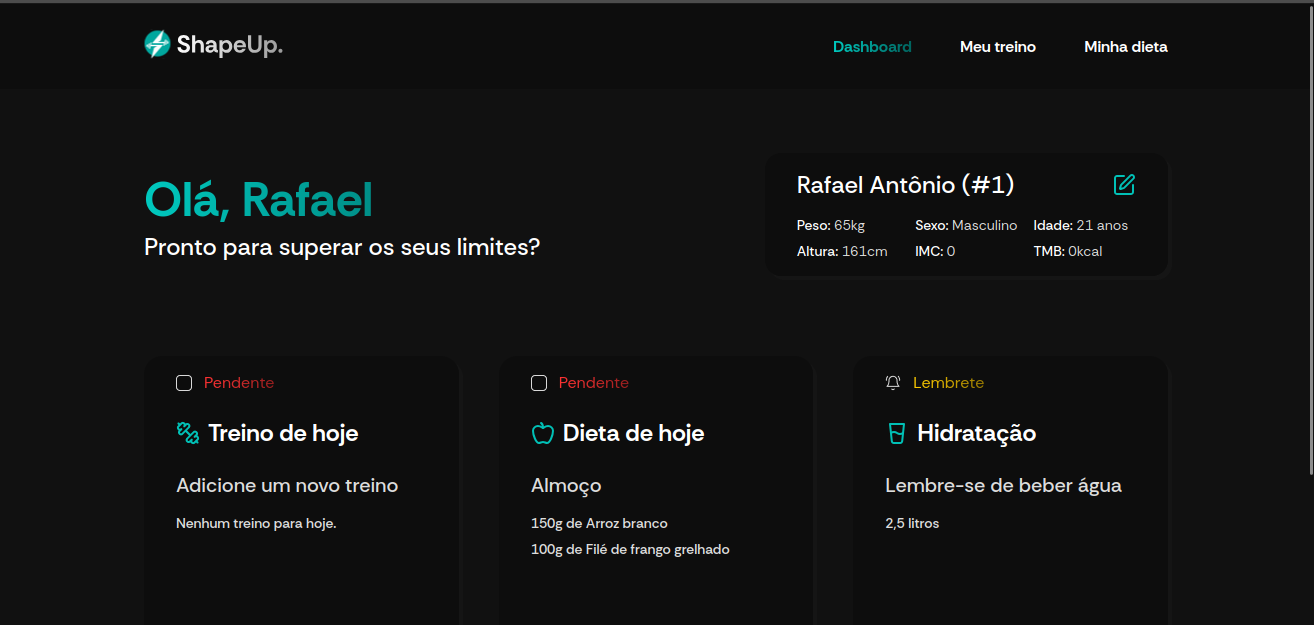 ShapeUp.
Dashboard Meu treino Minha dieta
Olá, Rafael
Pronto para superar os seus limites?
Rafael Antônio (#1)
Peso: 65kg Sexo: Masculino Idade: 21 anos
Altura: 161cm IMC: 0 TMB: 0kcal
Pendente
Treino de hoje
Adicione um novo treino
Nenhum treino para hoje.
Pendente
Dieta de hoje
Almoço
150g de Arroz branco
100g de Filé de frango grelhado
Lembrete
Hidratação
Lembre-se de beber água
2,5 litros